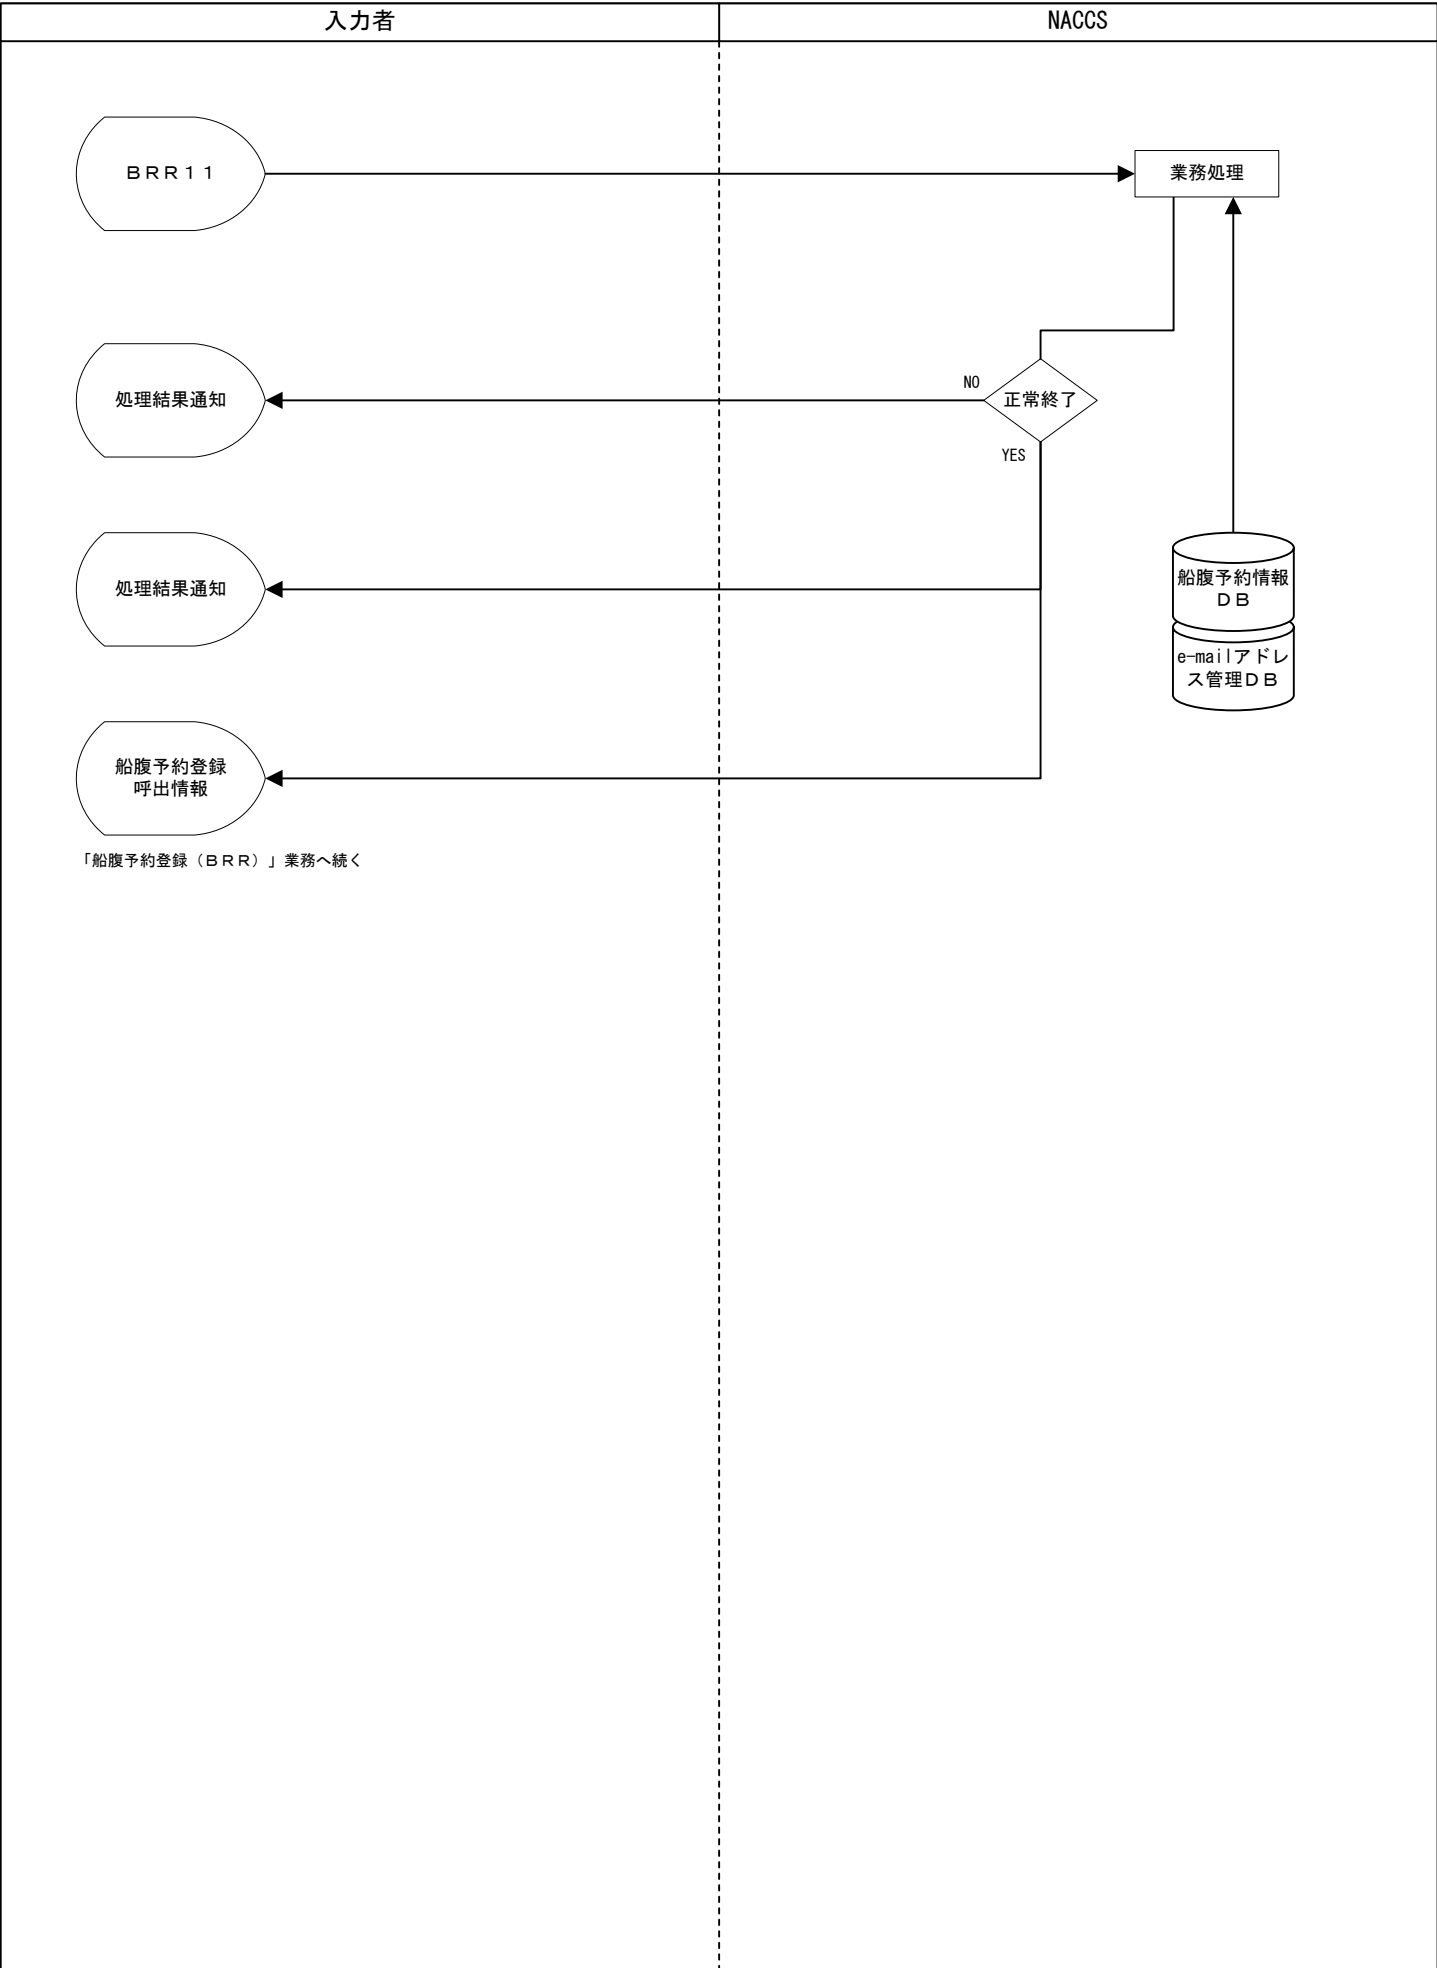 入力者
NACCS
ＢＲＲ１１
業務処理
処理結果通知
NO
正常終了
YES
処理結果通知
船腹予約情報
ＤＢ
e-mailアドレ
ス管理ＤＢ
船腹予約登録
呼出情報
「船腹予約登録（ＢＲＲ）」業務へ続く